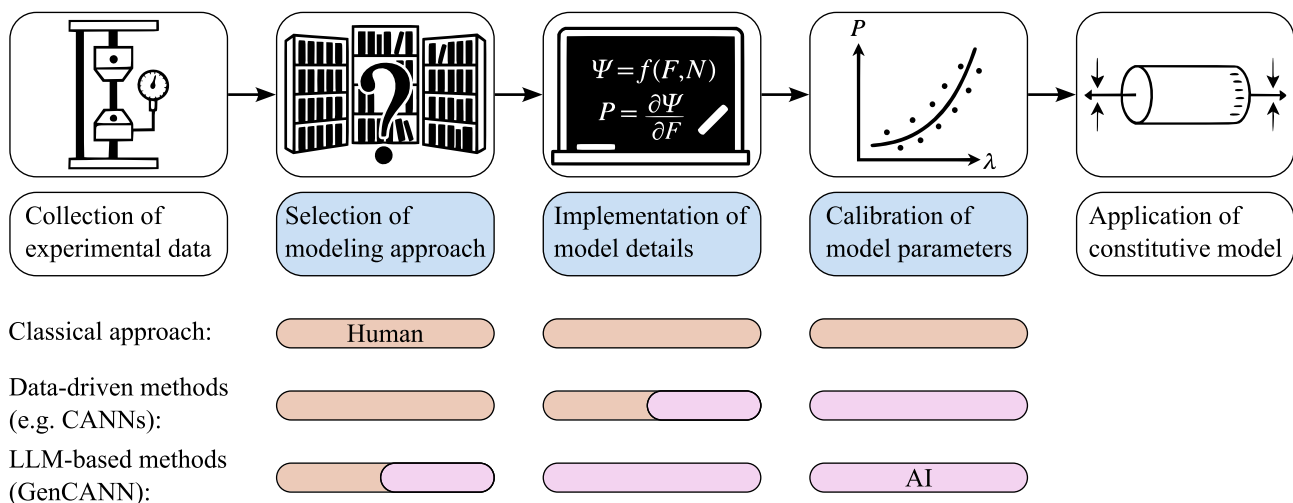 Ψ = f(F, N)
P = ∂Ψ/∂F
P
λ
Collection of
experimental data
Selection of
modeling approach
Implementation of
model details
Calibration of
model parameters
Application of
constitutive model
Classical approach:
Human
Data-driven methods
(e.g. CANNs):
LLM-based methods
(GenCANN):
AI